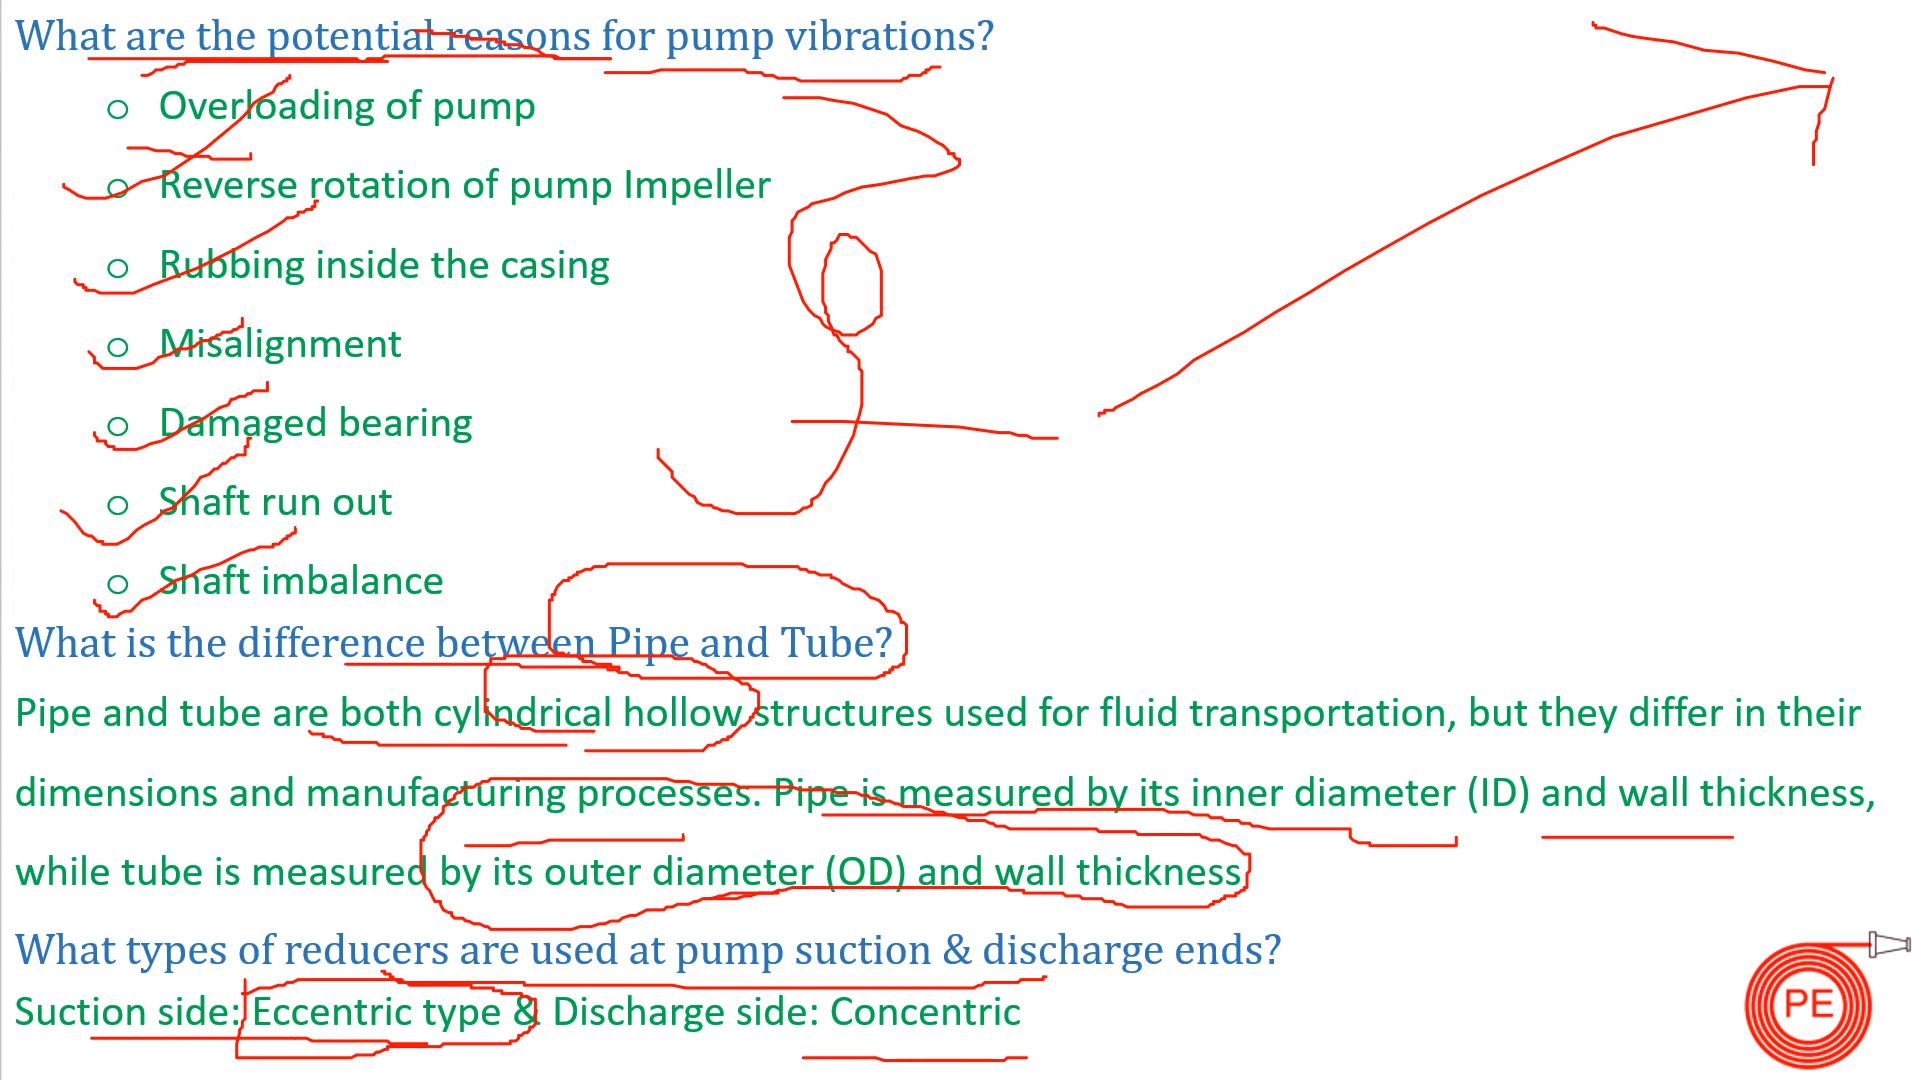 What are the potential reasons for pump vibrations?
o Overloading of pump
o Reverse rotation of pump Impeller
o Rubbing inside the casing
o Misalignment
o Damaged bearing
o Shaft run out
o Shaft imbalance
What is the difference between Pipe and Tube?
Pipe and tube are both cylindrical hollow structures used for fluid transportation, but they differ in their
dimensions and manufacturing processes. Pipe is measured by its inner diameter (ID) and wall thickness,
while tube is measured by its outer diameter (OD) and wall thickness
What types of reducers are used at pump suction & discharge ends?
Suction side: Eccentric type & Discharge side: Concentric
PE